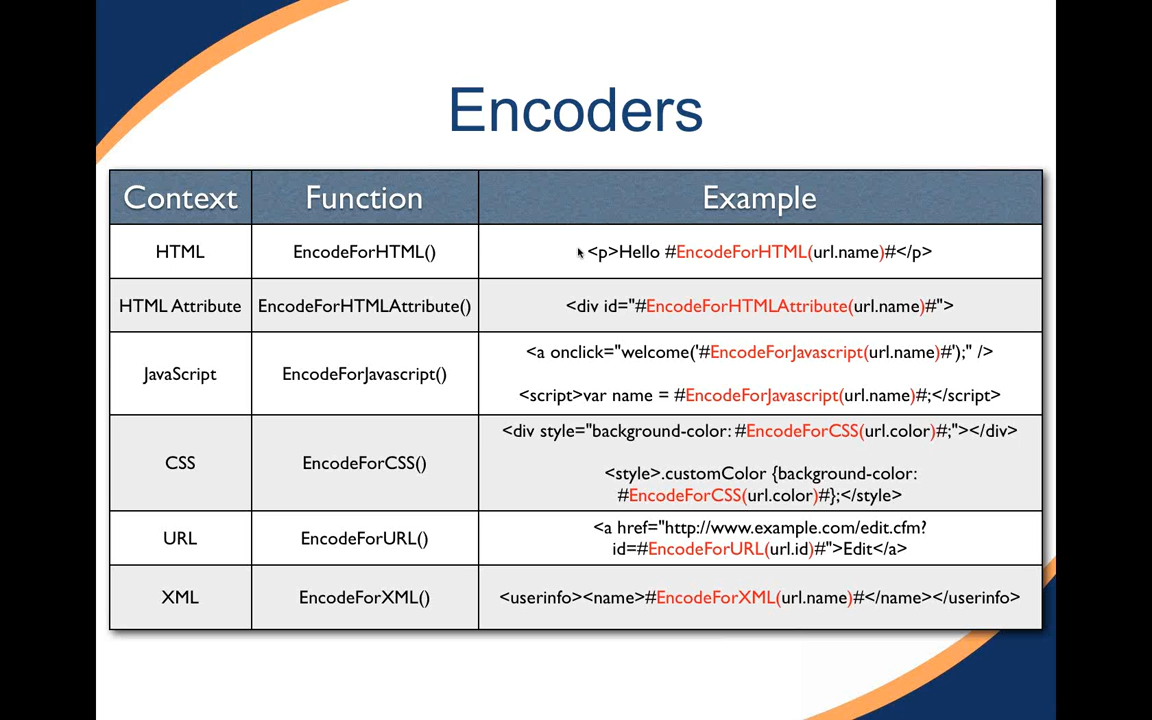 Encoders
Context Function Example
HTML EncodeForHTML() <p>Hello #EncodeForHTML(url.name)#</p>
HTML Attribute EncodeForHTMLAttribute() <div id="#EncodeForHTMLAttribute(url.name)#">
JavaScript EncodeForJavascript() <a onclick="welcome('#EncodeForJavascript(url.name)#');" />
<script>var name = #EncodeForJavascript(url.name)#;</script>
CSS EncodeForCSS() <div style="background-color: #EncodeForCSS(url.color)#;"></div>
<style>.customColor {background-color:
#EncodeForCSS(url.color)#};</style>
URL EncodeForURL() <a href="http://www.example.com/edit.cfm?
id=#EncodeForURL(url.id)#">Edit</a>
XML EncodeForXML() <userinfo><name>#EncodeForXML(url.name)#</name></userinfo>